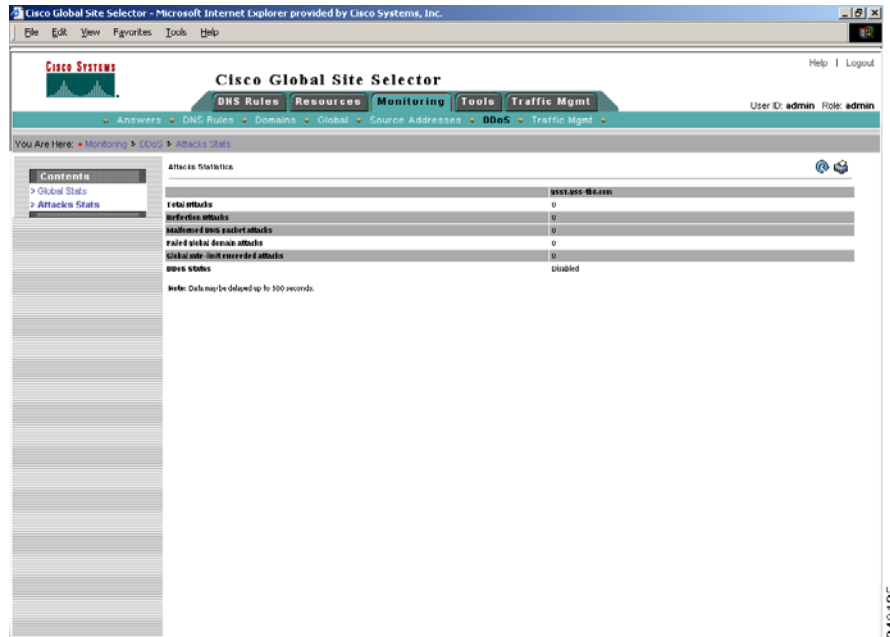 Cisco Global Site Selector - Microsoft Internet Explorer provided by Cisco Systems, Inc.
File Edit View Favorites Tools Help
CISCO SYSTEMS
Cisco Global Site Selector
Help | Logout
DNS Rules Resources Monitoring Tools Traffic Mgmt
User ID: admin Role: admin
Answers DNS Rules Domains Global Source Addresses DDoS Traffic Mgmt
You Are Here: Monitoring > DDoS > Attacks Stats
Contents
> Global Stats
> Attacks Stats
Attacks Statistics
gss1.gss-tbe.com
Total attacks 0
Reflection attacks 0
Malformed DNS packet attacks 0
Failed global domain attacks 0
Global rate-limit exceeded attacks 0
DDoS Status Disabled
Note: Data may be delayed up to 300 seconds.